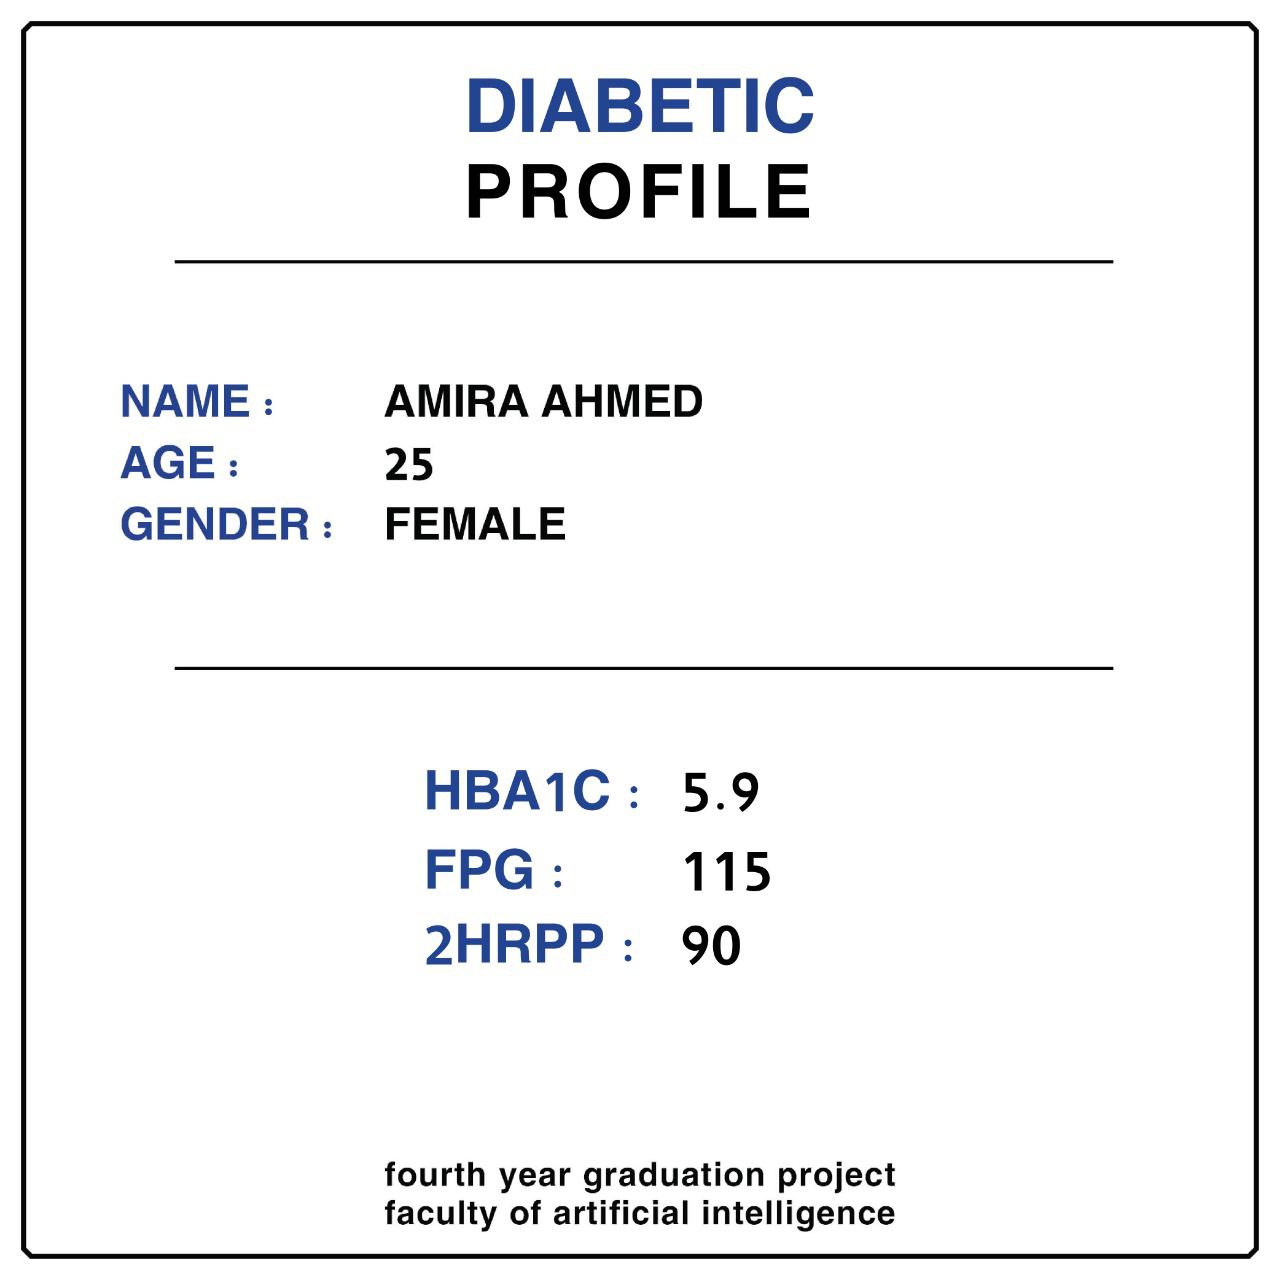 DIABETIC
PROFILE
NAME : AMIRA AHMED
AGE : 25
GENDER : FEMALE
HBA1C : 5.9
FPG : 115
2HRPP : 90
fourth year graduation project
faculty of artificial intelligence